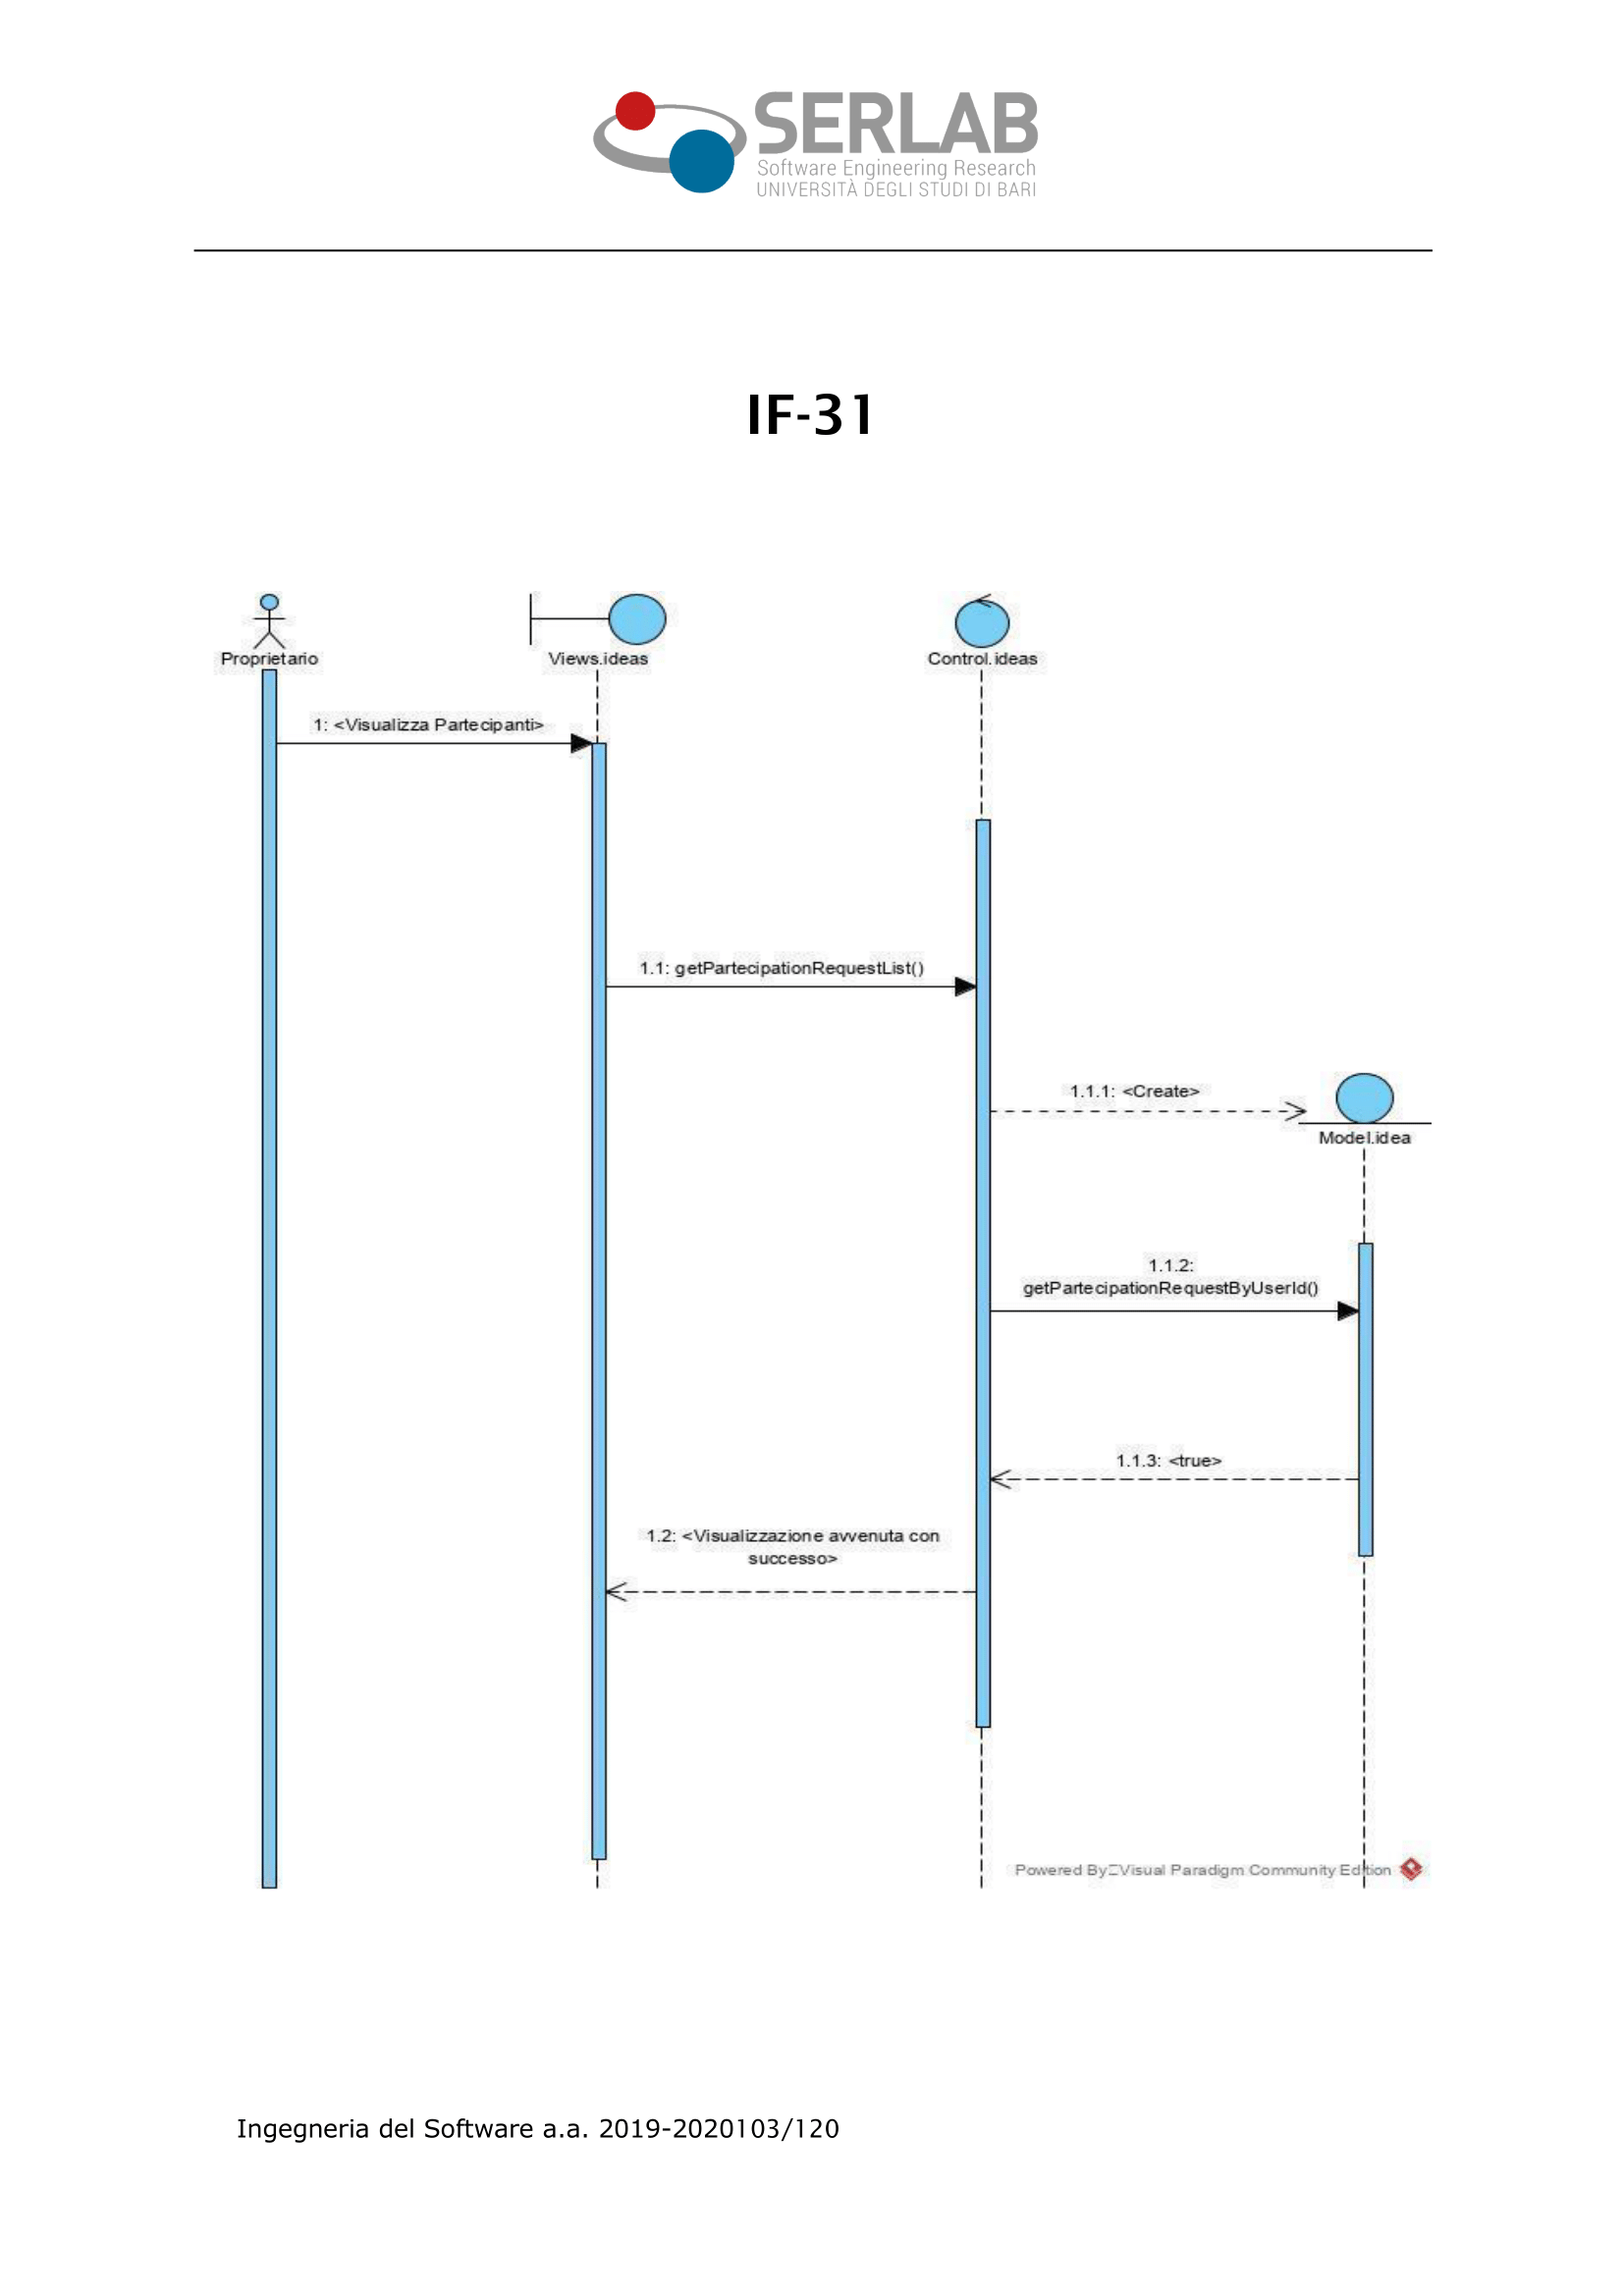 SERLAB
Software Engineering Research
UNIVERSITÀ DEGLI STUDI DI BARI
IF-31
Proprietario
Views.ideas
Control.ideas
1: <Visualizza Partecipanti>
1.1: getPartecipationRequestList()
1.1.1: <Create>
Model.idea
1.1.2:
getPartecipationRequestByUserId()
1.1.3: <true>
1.2: <Visualizzazione avvenuta con
successo>
Powered By Visual Paradigm Community Edition
Ingegneria del Software a.a. 2019-2020103/120